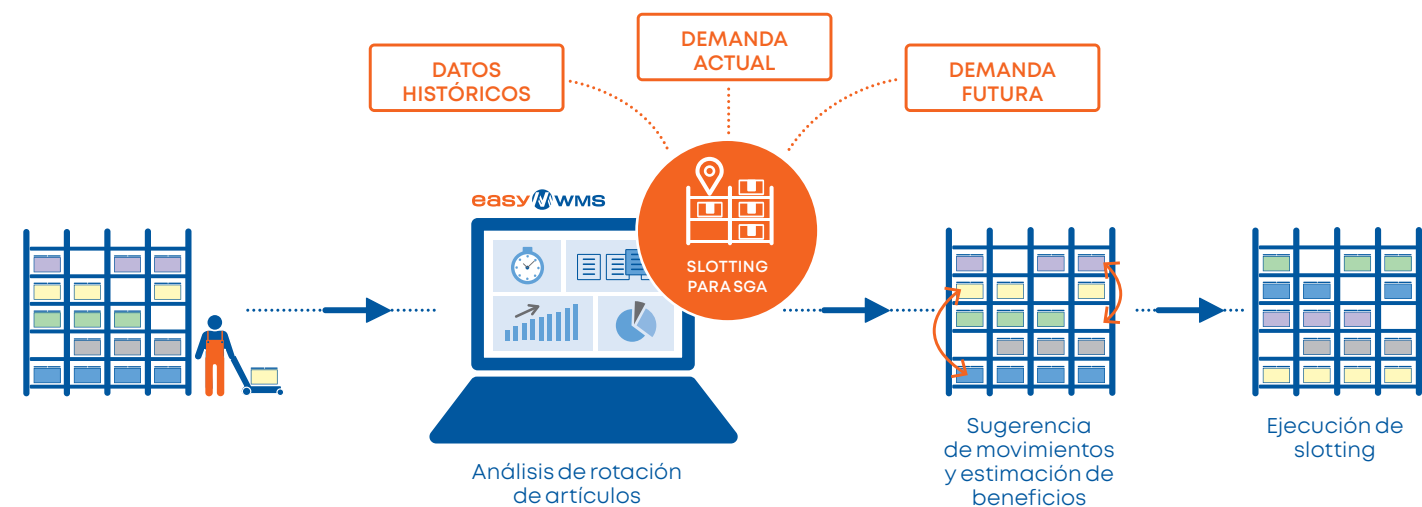 DATOS
HISTÓRICOS
DEMANDA
ACTUAL
DEMANDA
FUTURA
easy WMS
SLOTTING
PARA SGA
Análisis de rotación
de artículos
Sugerencia
de movimientos
y estimación de
beneficios
Ejecución de
slotting